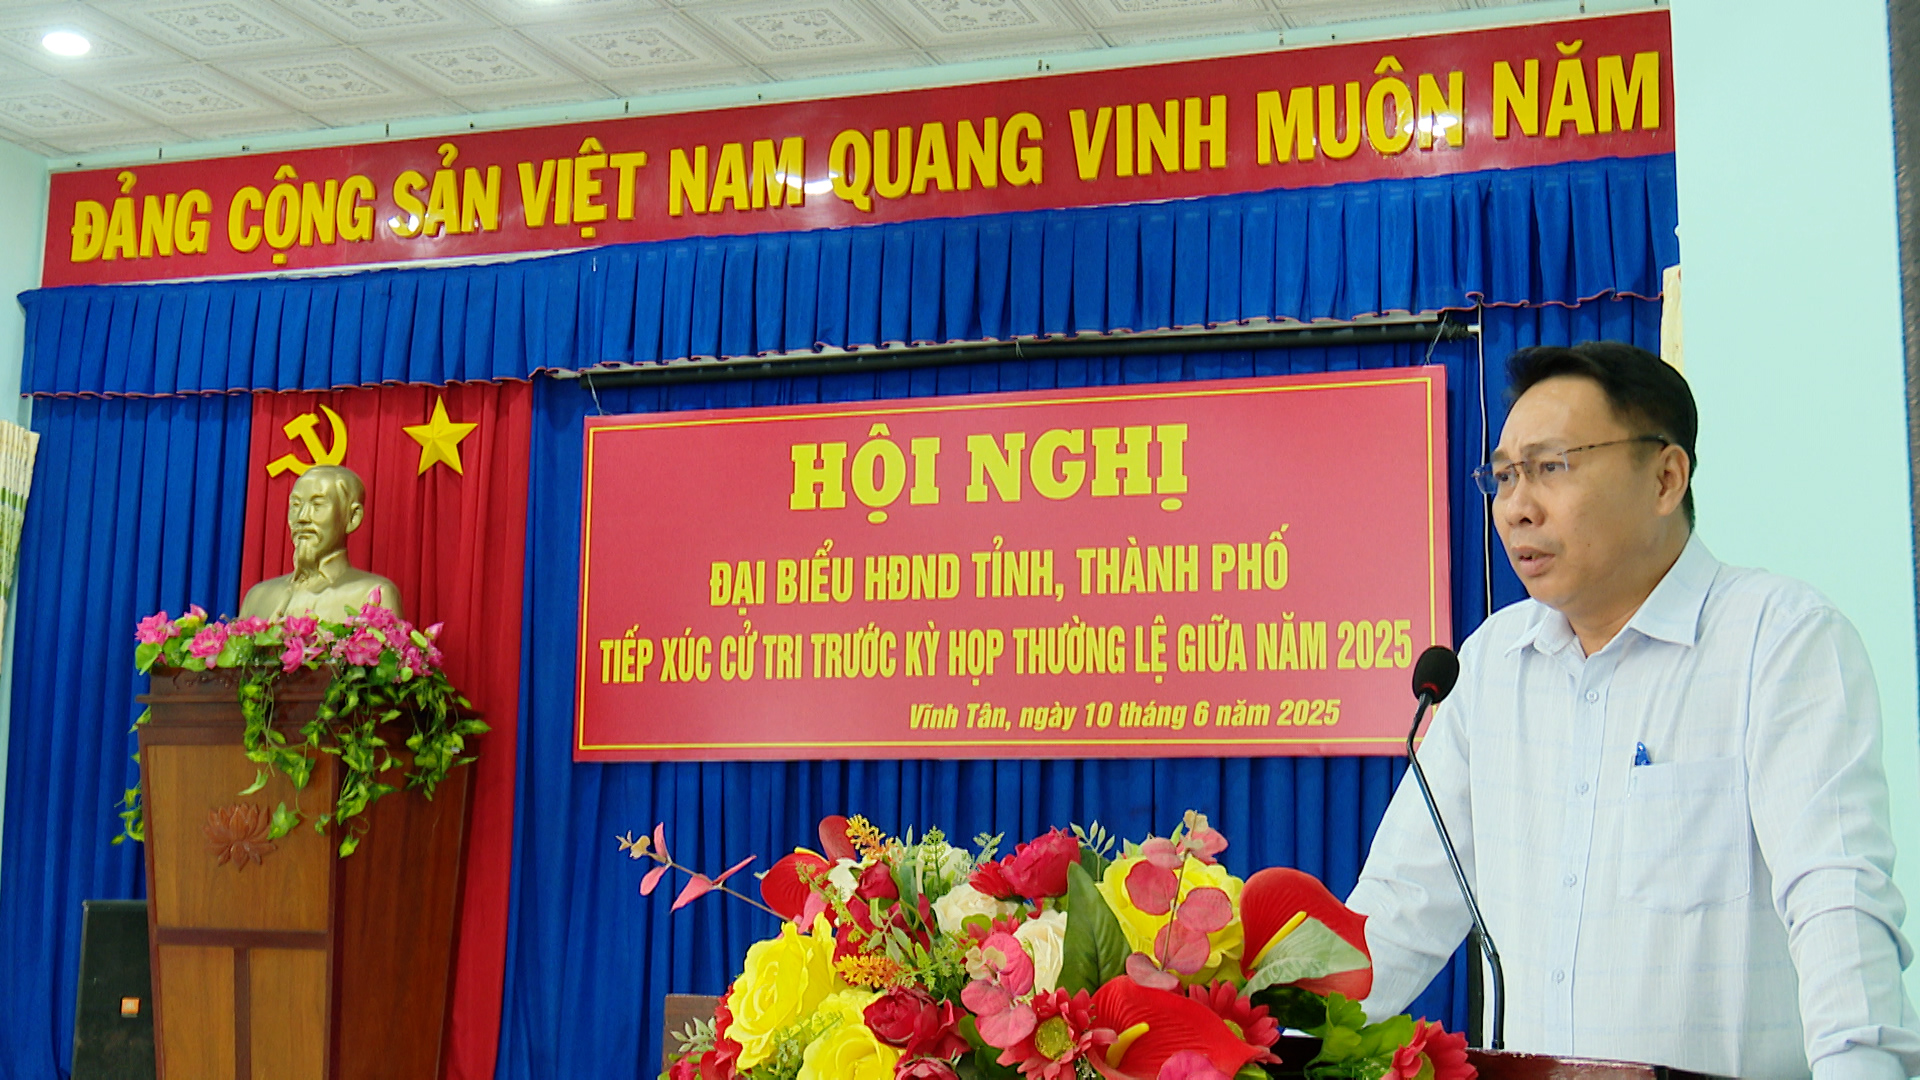 ĐẢNG CỘNG SẢN VIỆT NAM QUANG VINH MUÔN NĂM
HỘI NGHỊ
ĐẠI BIỂU HĐND TỈNH, THÀNH PHỐ
TIẾP XÚC CỬ TRI TRƯỚC KỲ HỌP THƯỜNG LỆ GIỮA NĂM 2025
Vĩnh Tân, ngày 10 tháng 6 năm 2025
JBL